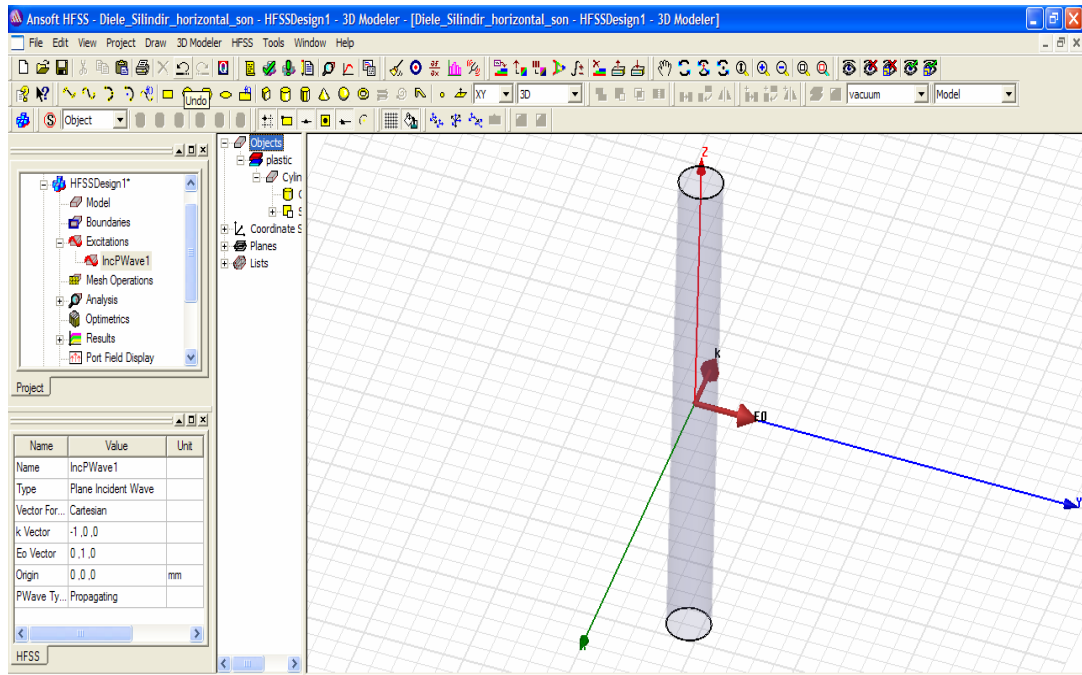 Ansoft HFSS - Diele_Silindir_horizontal_son - HFSSDesign1 - 3D Modeler - [Diele_Silindir_horizontal_son - HFSSDesign1 - 3D Modeler]
File Edit View Project Draw 3D Modeler HFSS Tools Window Help
XY 3D vacuum Model
Undo
Object
HFSSDesign1*
Model
Boundaries
Excitations
IncPWave1
Mesh Operations
Analysis
Optimetrics
Results
Port Field Display
Project
Name Value Unit
Name IncPWave1
Type Plane Incident Wave
Vector For... Cartesian
k Vector -1 ,0 ,0
Eo Vector 0 ,1 ,0
Origin 0 ,0 ,0 mm
PWave Ty... Propagating
HFSS
Objects
plastic
Cylin
Coordinate S
Planes
Lists
Z
k
E0
Y